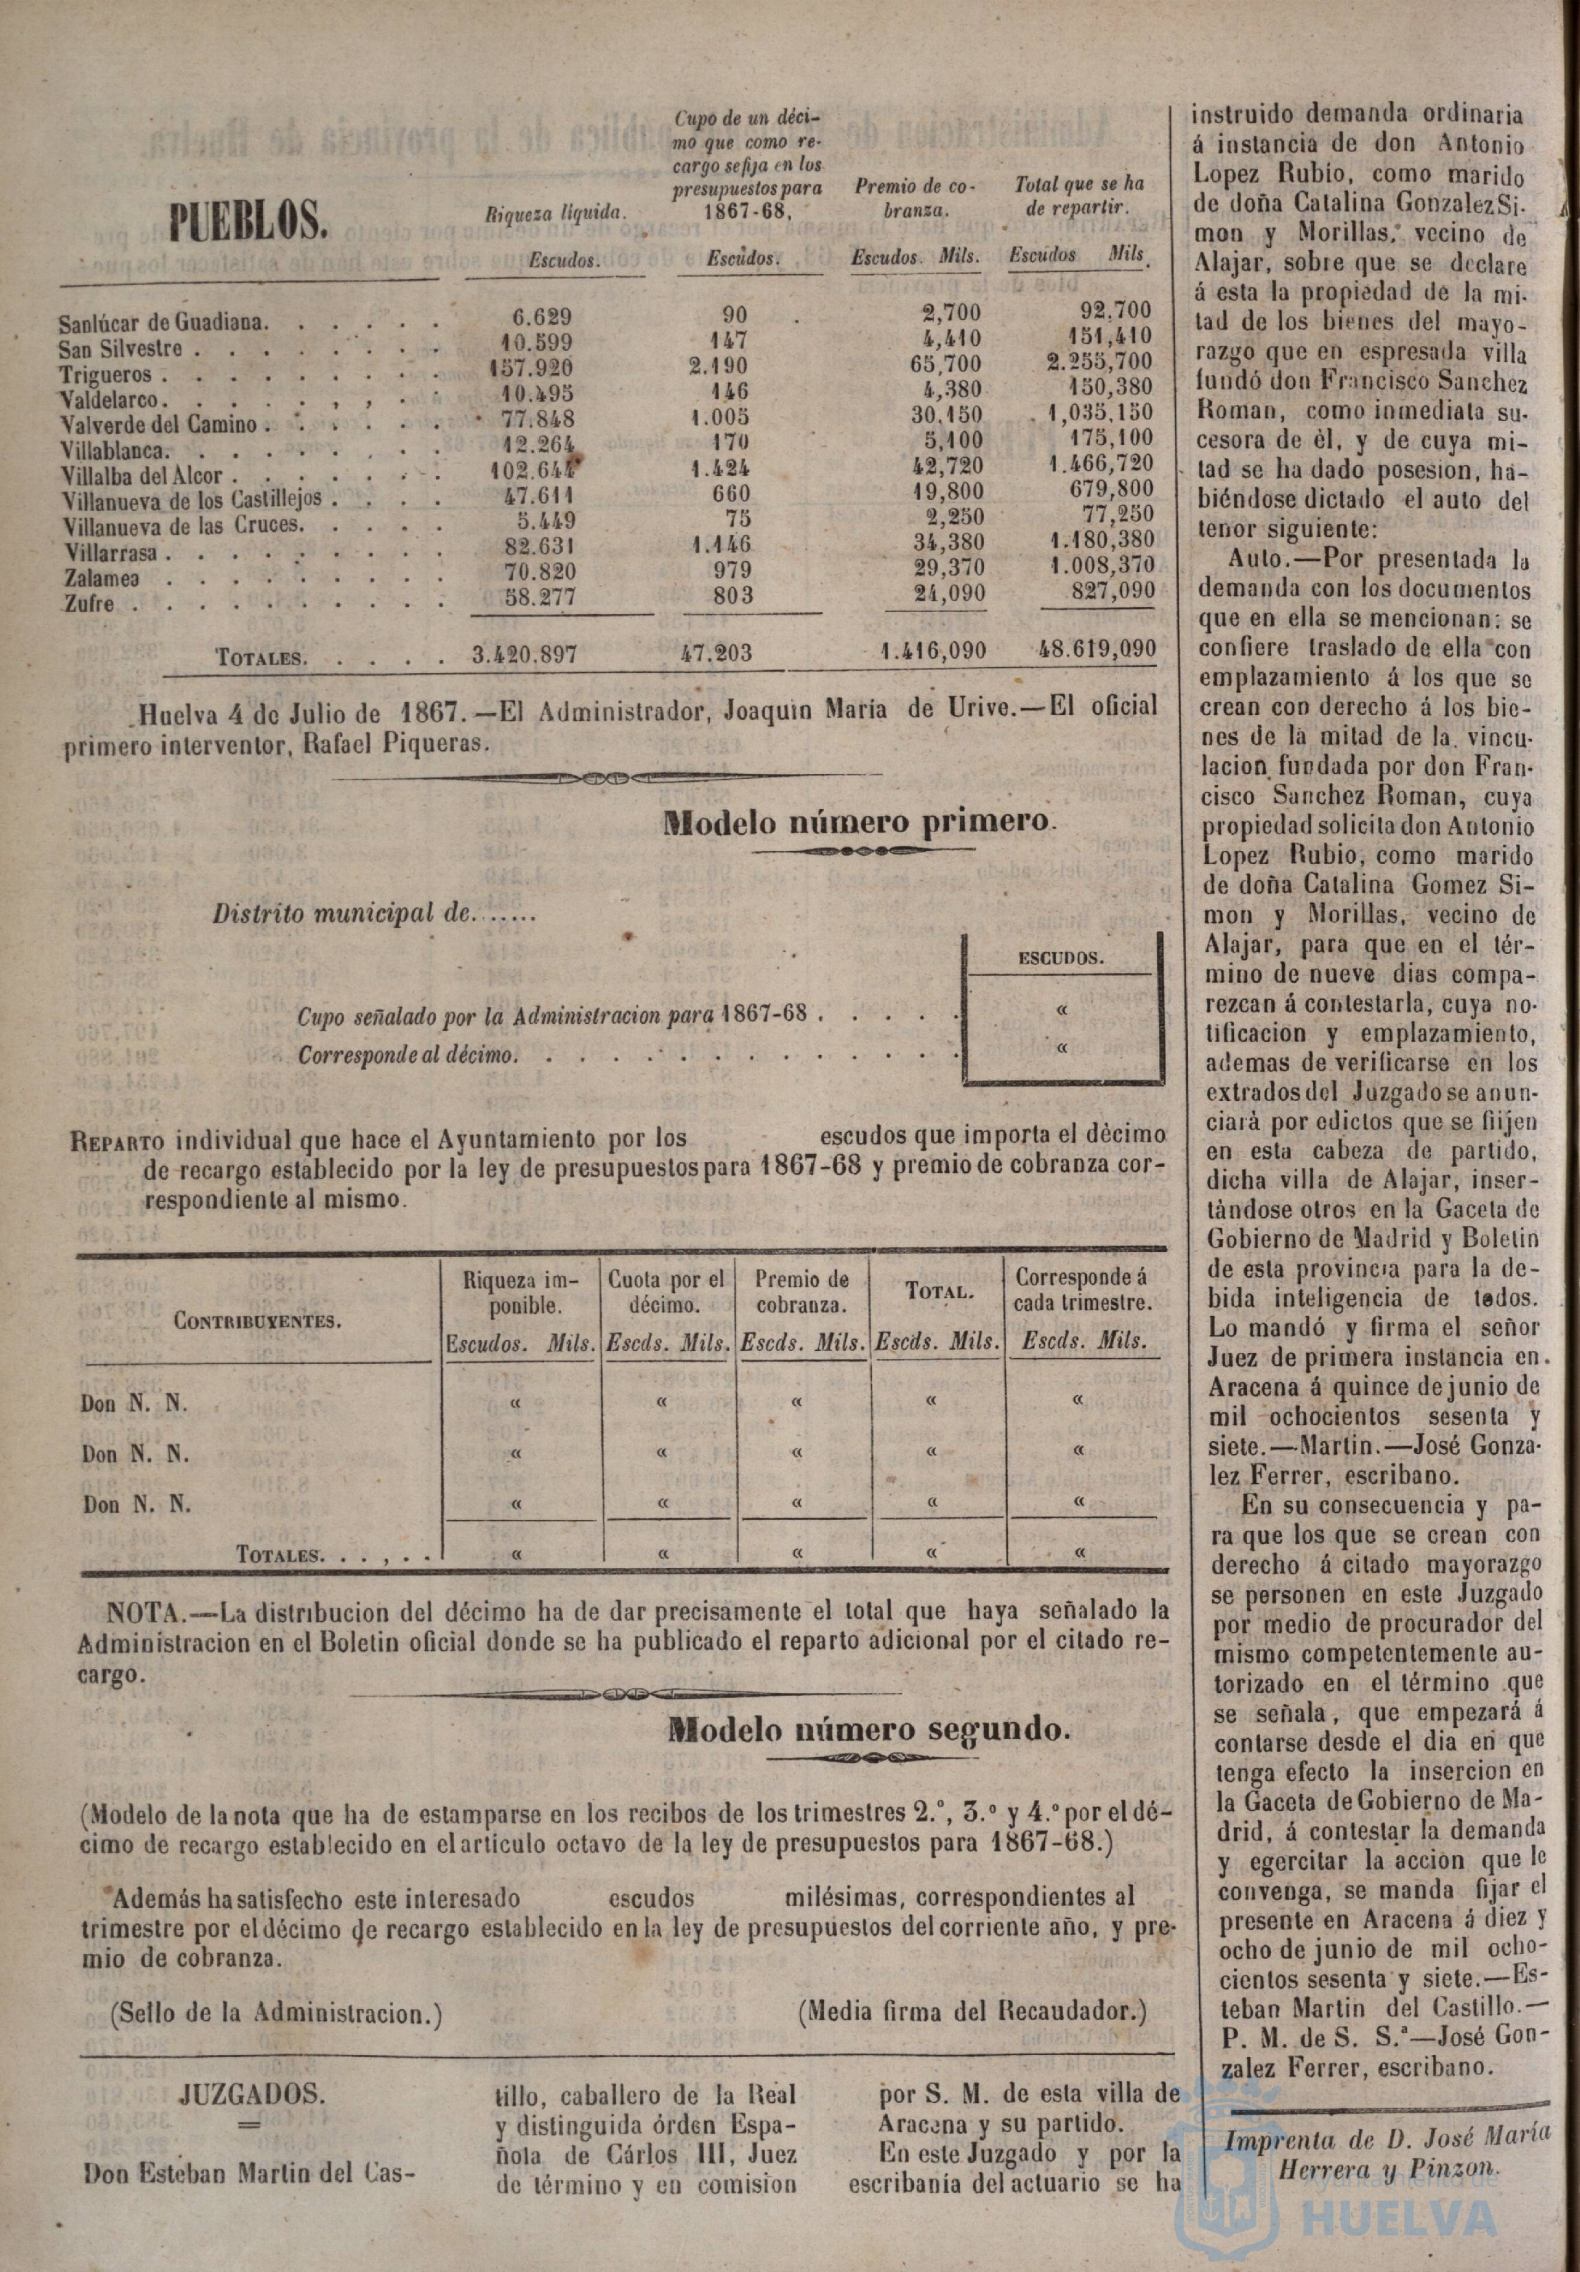 PUEBLOS.
Riqueza líquida.
Escudos.
Cupo de un déci-
mo que como re-
cargo se fija en los
presupuestos para
1867-68.
Escudos.
Premio de co-
branza.
Escudos. Mils.
Total que se ha
de repartir.
Escudos Mils.
Sanlúcar de Guadiana. . . . . . 6.629 90 2,700 92,700
San Silvestre . . . . . . . . 10.599 147 4,410 151,410
Trigueros . . . . . . . . . 157.920 2.190 65,700 2.255,700
Valdelarco. . . . . , , . . 10.495 146 4,380 150,380
Valverde del Camino . . . . . . 77.848 1.005 30,150 1,035,150
Villablanca. . . . . . . . . 12.264 170 5,100 175,100
Villalba del Alcor . . . . . . . 102.644 1.424 42,720 1.466,720
Villanueva de los Castillejos . . . . 47.611 660 19,800 679,800
Villanueva de las Cruces. . . . . 5.449 75 2,250 77,250
Villarrasa . . . . . . . . . 82.631 1.146 34,380 1.180,380
Zalamea . . . . . . . . . 70.820 979 29,370 1.008,370
Zufre . . . . . . . . . . 58.277 803 24,090 827,090
TOTALES. . . . . . 3.420.897 47.203 1.416,090 48.619,090
Huelva 4 de Julio de 1867.—El Administrador, Joaquin María de Urive.—El oficial
primero interventor, Rafael Piqueras.
Modelo número primero.
Distrito municipal de.......
ESCUDOS.
Cupo señalado por la Administracion para 1867-68 . . . . . «
Corresponde al décimo. . . . . . . . . . . . . «
REPARTO individual que hace el Ayuntamiento por los escudos que importa el décimo
de recargo establecido por la ley de presupuestos para 1867-68 y premio de cobranza cor-
respondiente al mismo.
CONTRIBUYENTES.
Riqueza im-
ponible.
Escudos. Mils.
Cuota por el
décimo.
Escds. Mils.
Premio de
cobranza.
Escds. Mils.
TOTAL.
Escds. Mils.
Corresponde á
cada trimestre.
Escds. Mils.
Don N. N. « « « « «
Don N. N. « « « « «
Don N. N. « « « « «
TOTALES. . . , . . « « « « «
NOTA.—La distribucion del décimo ha de dar precisamente el total que haya señalado la
Administracion en el Boletin oficial donde se ha publicado el reparto adicional por el citado re-
cargo.
Modelo número segundo.
(Modelo de la nota que ha de estamparse en los recibos de los trimestres 2.º, 3.º y 4.º por el dé-
cimo de recargo establecido en el artículo octavo de la ley de presupuestos para 1867-68.)
Además ha satisfecho este interesado escudos milésimas, correspondientes al
trimestre por el décimo de recargo establecido en la ley de presupuestos del corriente año, y pre-
mio de cobranza.
(Sello de la Administracion.) (Media firma del Recaudador.)
JUZGADOS.
Don Esteban Martin del Cas-
tillo, caballero de la Real
y distinguida órden Espa-
ñola de Cárlos III, Juez
de término y en comision
por S. M. de esta villa de
Aracena y su partido.
En este Juzgado y por la
escribanía del actuario se ha
instruido demanda ordinaria
á instancia de don Antonio
Lopez Rubio, como marido
de doña Catalina Gonzalez Si-
mon y Morillas, vecino de
Alajar, sobre que se declare
á esta la propiedad de la mi-
tad de los bienes del mayo-
razgo que en espresada villa
fundó don Francisco Sanchez
Roman, como inmediata su-
cesora de èl, y de cuya mi-
tad se ha dado posesion, ha-
biéndose dictado el auto del
tenor siguiente:
Auto.—Por presentada la
demanda con los documentos
que en ella se mencionan: se
confiere traslado de ella con
emplazamiento á los que se
crean con derecho á los bie-
nes de la mitad de la vincu-
lacion fundada por don Fran-
cisco Sanchez Roman, cuya
propiedad solicita don Antonio
Lopez Rubio, como marido
de doña Catalina Gomez Si-
mon y Morillas, vecino de
Alajar, para que en el tér-
mino de nueve dias compa-
rezcan á contestarla, cuya no-
tificacion y emplazamiento,
ademas de verificarse en los
extrados del Juzgado se anun-
ciarà por edictos que se fiijen
en esta cabeza de partido,
dicha villa de Alajar, inser-
tàndose otros en la Gaceta de
Gobierno de Madrid y Boletin
de esta provincia para la de-
bida inteligencia de todos.
Lo mandó y firma el señor
Juez de primera instancia en
Aracena á quince de junio de
mil ochocientos sesenta y
siete.—Martin.—José Gonza-
lez Ferrer, escribano.
En su consecuencia y pa-
ra que los que se crean con
derecho á citado mayorazgo
se personen en este Juzgado
por medio de procurador del
mismo competentemente au-
torizado en el término que
se señala, que empezará á
contarse desde el dia en que
tenga efecto la insercion en
la Gaceta de Gobierno de Ma-
drid, á contestar la demanda
y egercitar la accion que le
convenga, se manda fijar el
presente en Aracena á diez y
ocho de junio de mil ocho-
cientos sesenta y siete.—Es-
teban Martin del Castillo.—
P. M. de S. S.ª—José Gon-
zalez Ferrer, escribano.
Imprenta de D. José María
Herrera y Pinzon.
Ayuntamiento de
HUELVA